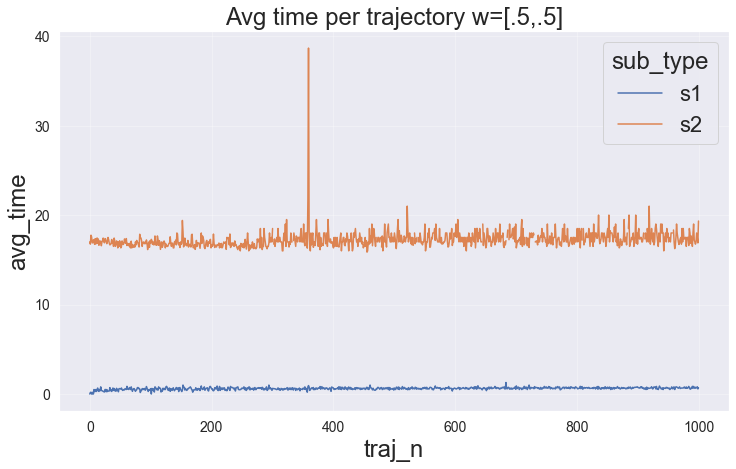 Avg time per trajectory w=[.5,.5]
sub_type
s1
s2
avg_time
40
30
20
10
0
0 200 400 600 800 1000
traj_n